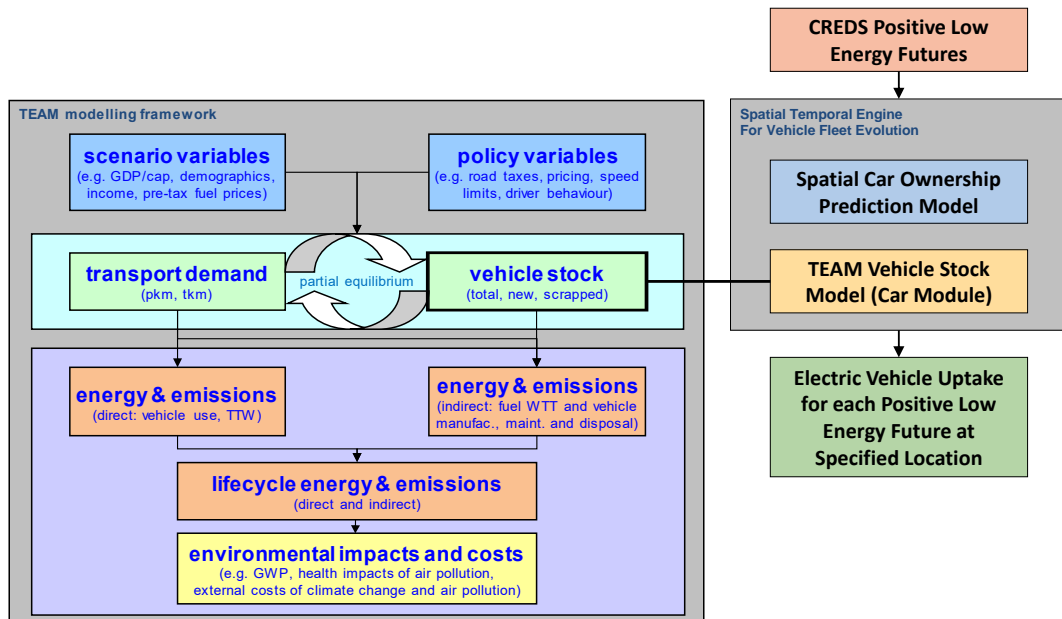 CREDS Positive Low
Energy Futures
TEAM modelling framework
scenario variables
(e.g. GDP/cap, demographics,
income, pre-tax fuel prices)
policy variables
(e.g. road taxes, pricing, speed
limits, driver behaviour)
transport demand
(pkm, tkm)
partial equilibrium
vehicle stock
(total, new, scrapped)
energy & emissions
(direct: vehicle use, TTW)
energy & emissions
(indirect: fuel WTT and vehicle
manufac., maint. and disposal)
lifecycle energy & emissions
(direct and indirect)
environmental impacts and costs
(e.g. GWP, health impacts of air pollution,
external costs of climate change and air pollution)
Spatial Temporal Engine
For Vehicle Fleet Evolution
Spatial Car Ownership
Prediction Model
TEAM Vehicle Stock
Model (Car Module)
Electric Vehicle Uptake
for each Positive Low
Energy Future at
Specified Location